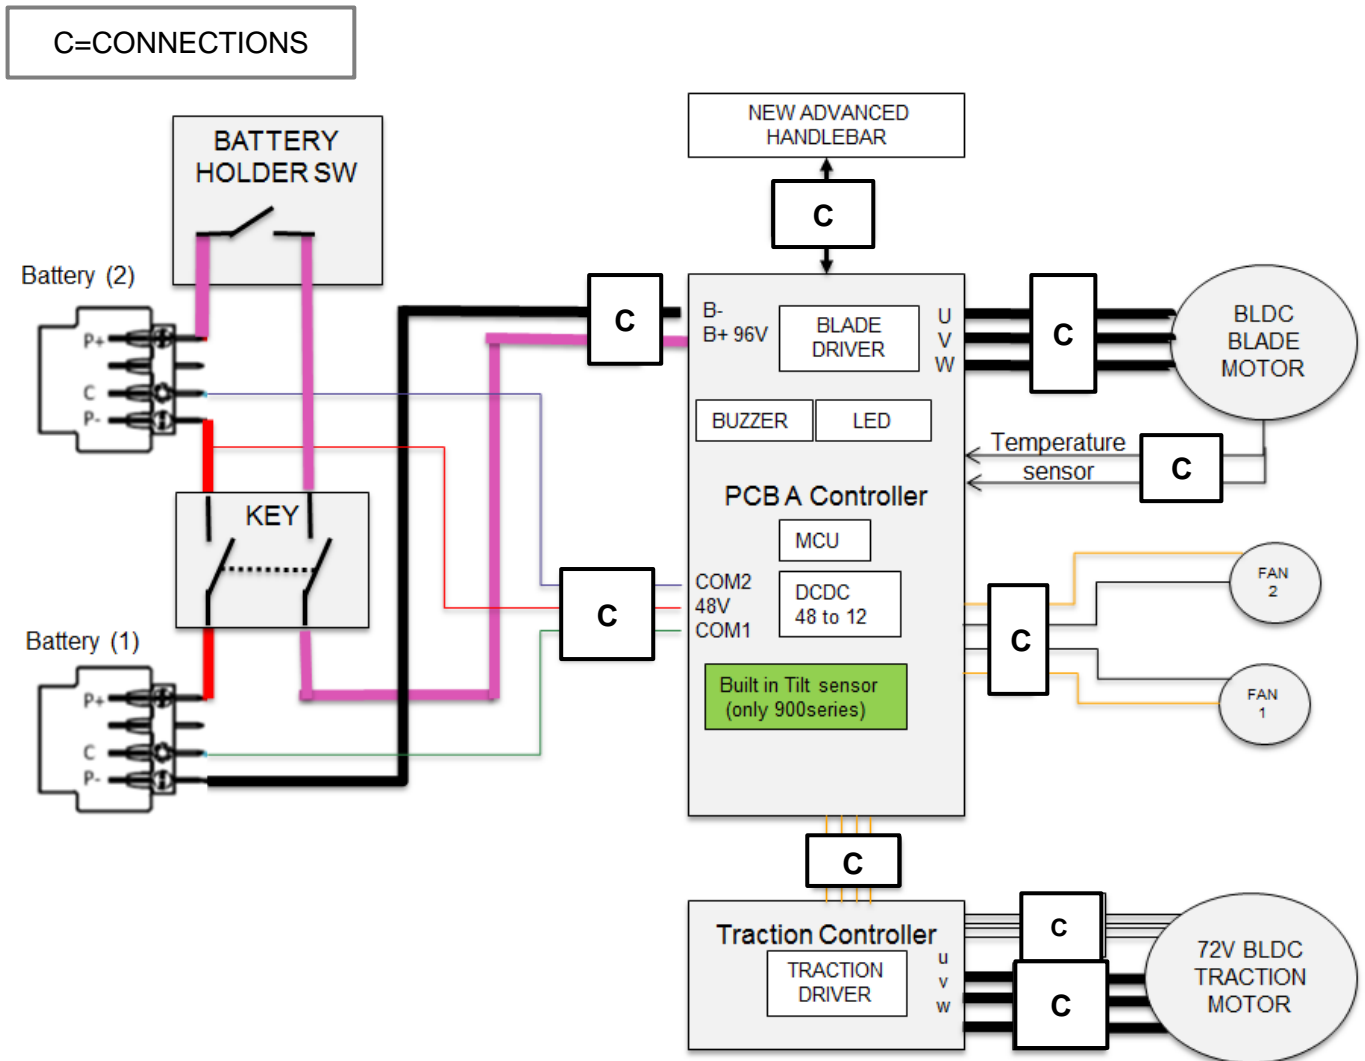 C=CONNECTIONS
BATTERY
HOLDER SW
NEW ADVANCED
HANDLEBAR
C
Battery (2)
P+
C
P-
C
B-
B+ 96V
BLADE
DRIVER
U
V
W
C
BLDC
BLADE
MOTOR
BUZZER
LED
Temperature
sensor
C
KEY
PCB A Controller
MCU
COM2
48V
COM1
DCDC
48 to 12
C
C
FAN
2
Battery (1)
P+
C
P-
Built in Tilt sensor
(only 900series)
FAN
1
C
Traction Controller
TRACTION
DRIVER
u
v
w
C
C
72V BLDC
TRACTION
MOTOR